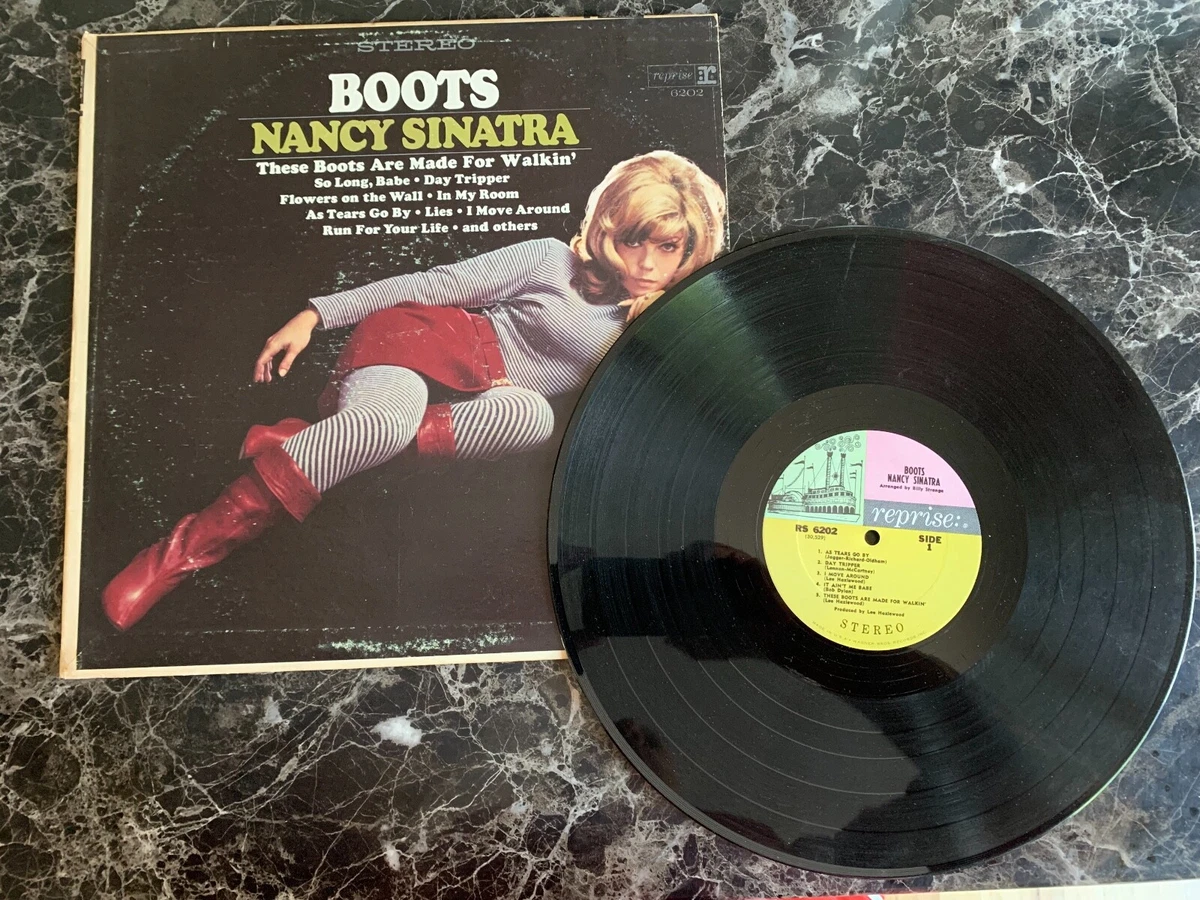 STEREO
reprise
6202
BOOTS
NANCY SINATRA
These Boots Are Made For Walkin'
So Long, Babe • Day Tripper
Flowers on the Wall • In My Room
As Tears Go By • Lies • I Move Around
Run For Your Life • and others
BOOTS
NANCY SINATRA
Arranged by Billy Strange
reprise:.
RS 6202
(30,529)
SIDE
1
1. AS TEARS GO BY
(Jagger-Richard-Oldham)
2. DAY TRIPPER
(Lennon-McCartney)
3. I MOVE AROUND
(Lee Hazlewood)
4. IT AIN'T ME BABE
(Bob Dylan)
5. THESE BOOTS ARE MADE FOR WALKIN'
(Lee Hazlewood)
Produced by Lee Hazlewood
STEREO